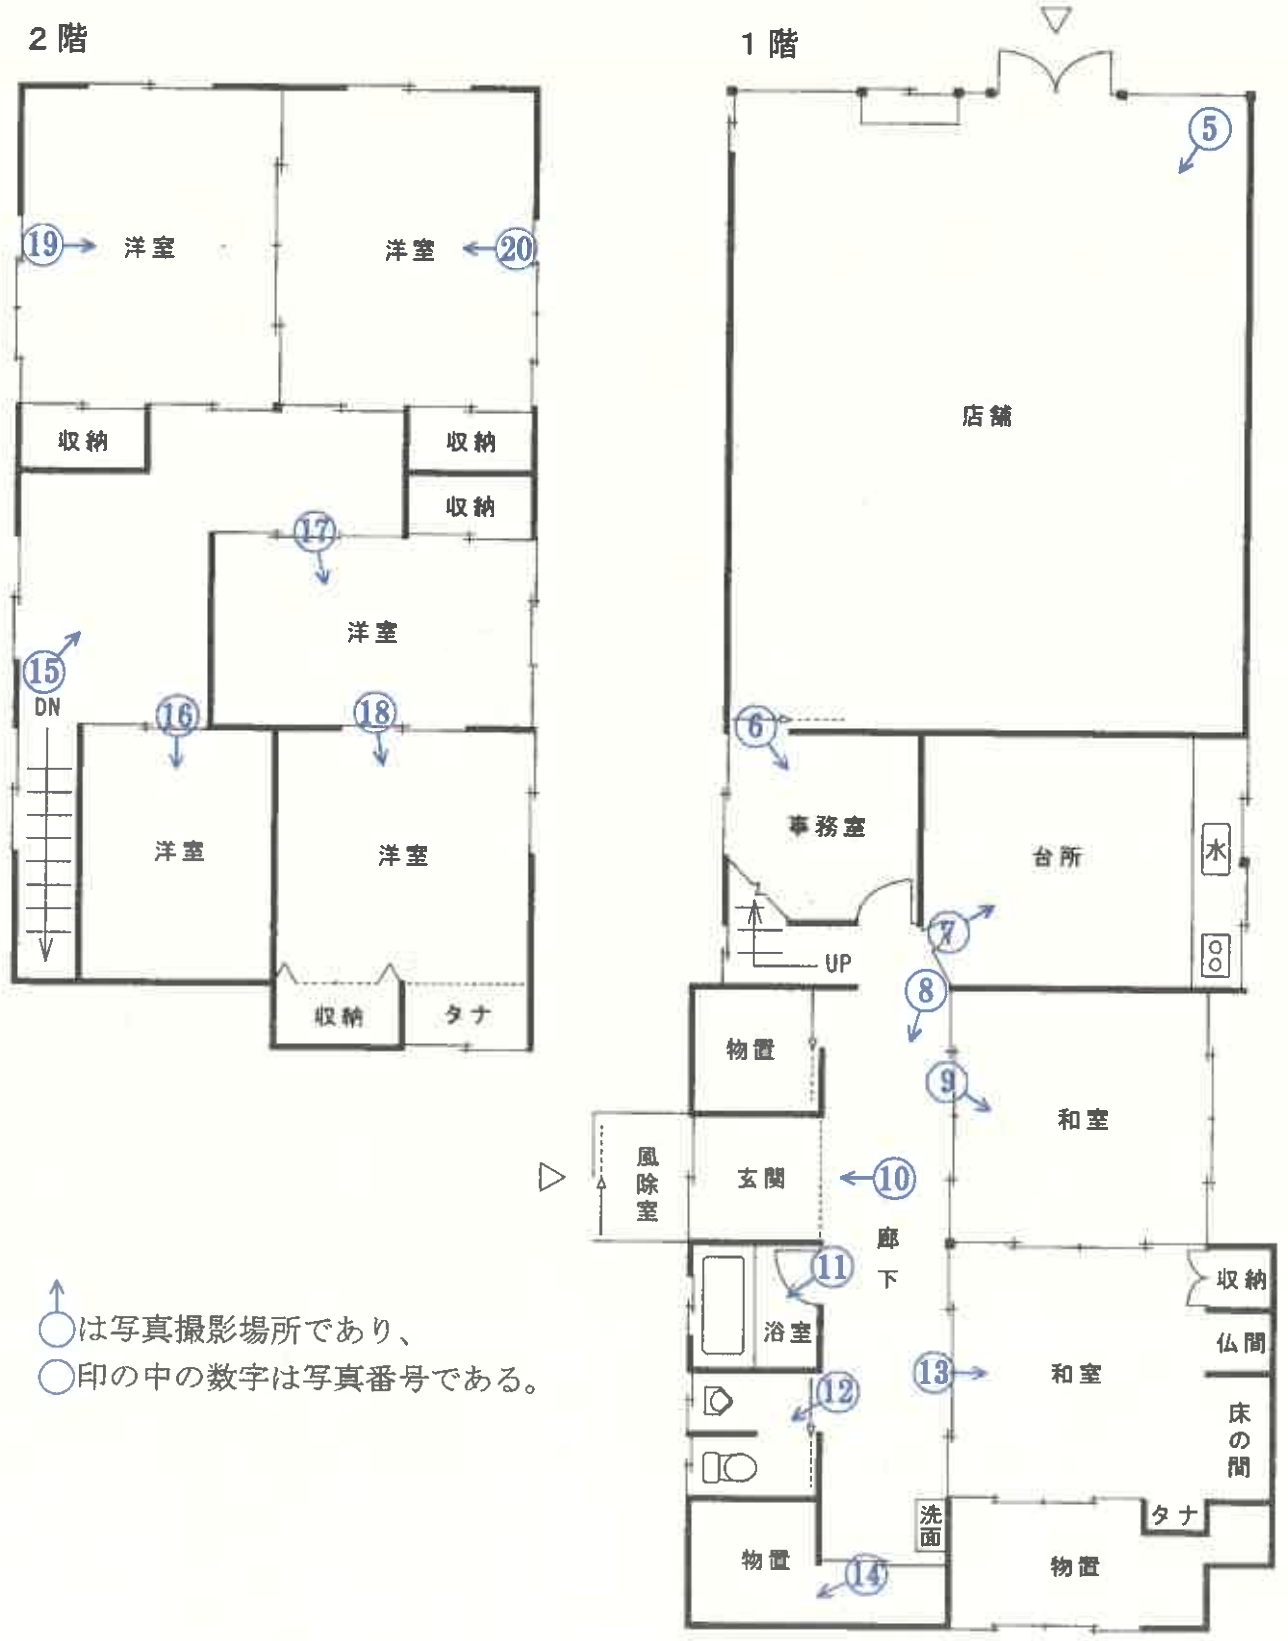 2階
洋室
洋室
⑲
⑳
収納
収納
収納
⑰
洋室
⑮
DN
⑯
⑱
洋室
洋室
収納
タナ
1階
⑤
店舗
⑥
事務室
台所
水
⑦
UP
⑧
物置
⑨
和室
風除室
玄関
⑩
廊下
⑪
浴室
収納
仏間
⑫
⑬
和室
床の間
洗面
タナ
物置
⑭
物置
○は写真撮影場所であり、
○印の中の数字は写真番号である。